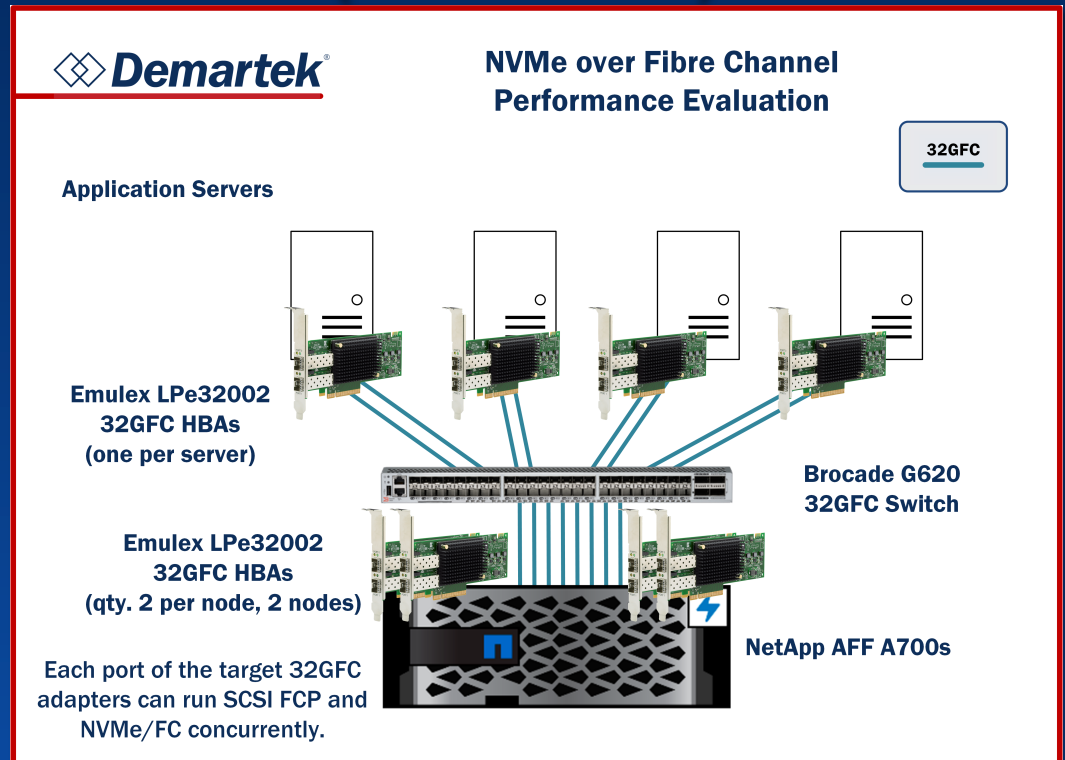 Demartek®
NVMe over Fibre Channel
Performance Evaluation
32GFC
Application Servers
Emulex LPe32002
32GFC HBAs
(one per server)
Brocade G620
32GFC Switch
Emulex LPe32002
32GFC HBAs
(qty. 2 per node, 2 nodes)
NetApp AFF A700s
Each port of the target 32GFC
adapters can run SCSI FCP and
NVMe/FC concurrently.